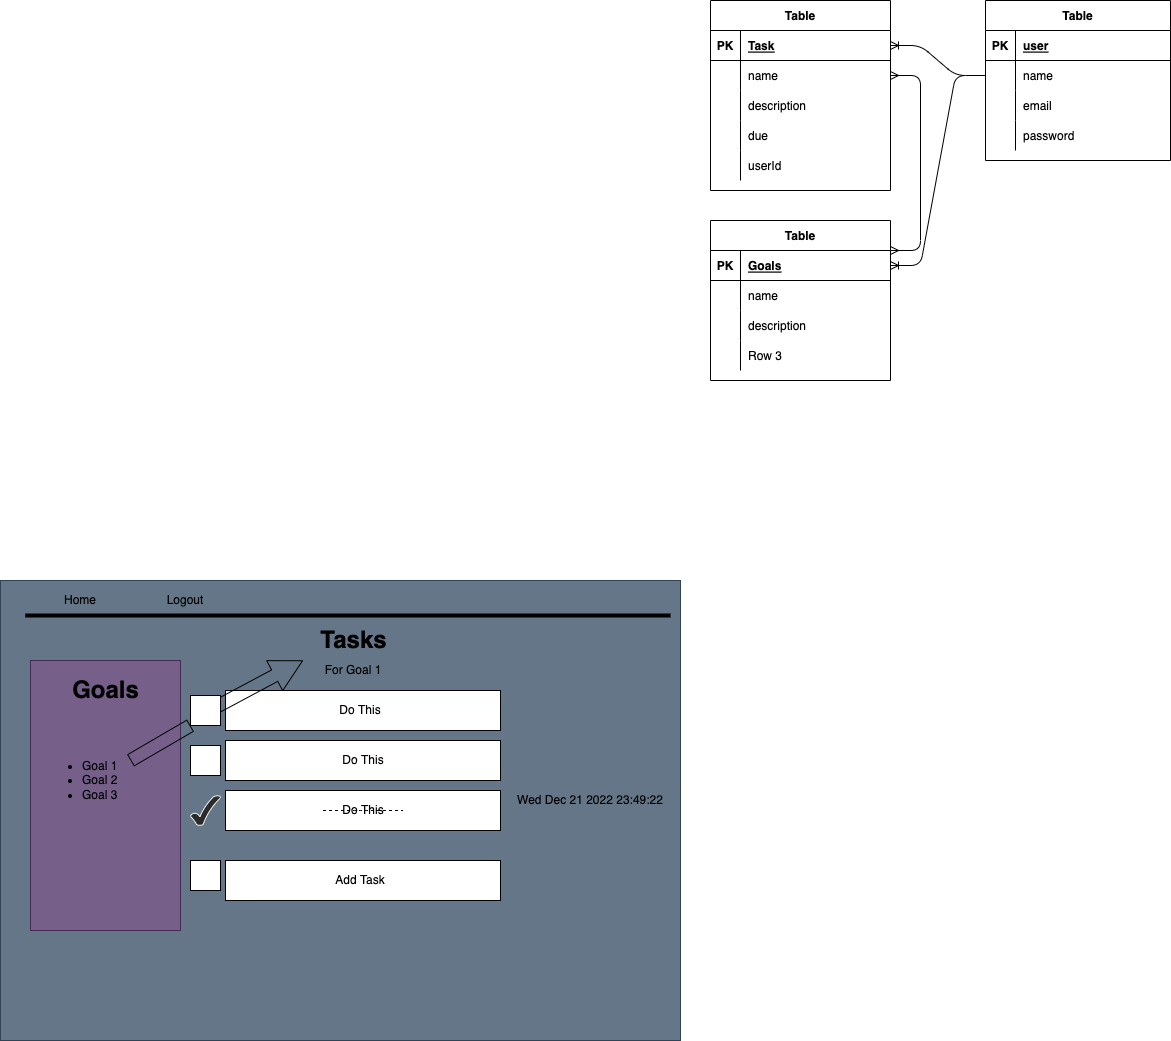 Table
PK Task
name
description
due
userId
Table
PK user
name
email
password
Table
PK Goals
name
description
Row 3
Home
Logout
Tasks
For Goal 1
Goals
Goal 1
Goal 2
Goal 3
Do This
Do This
Do This
Wed Dec 21 2022 23:49:22
Add Task